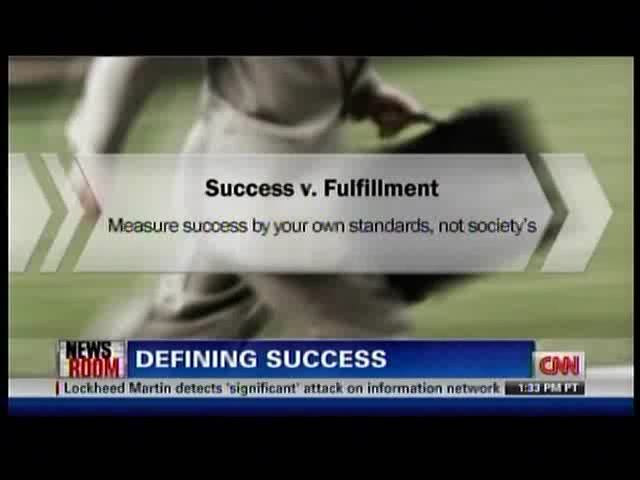 Success v. Fulfillment
Measure success by your own standards, not society's
NEWS
ROOM
DEFINING SUCCESS
CNN
Lockheed Martin detects 'significant' attack on information network
1:33 PM PT